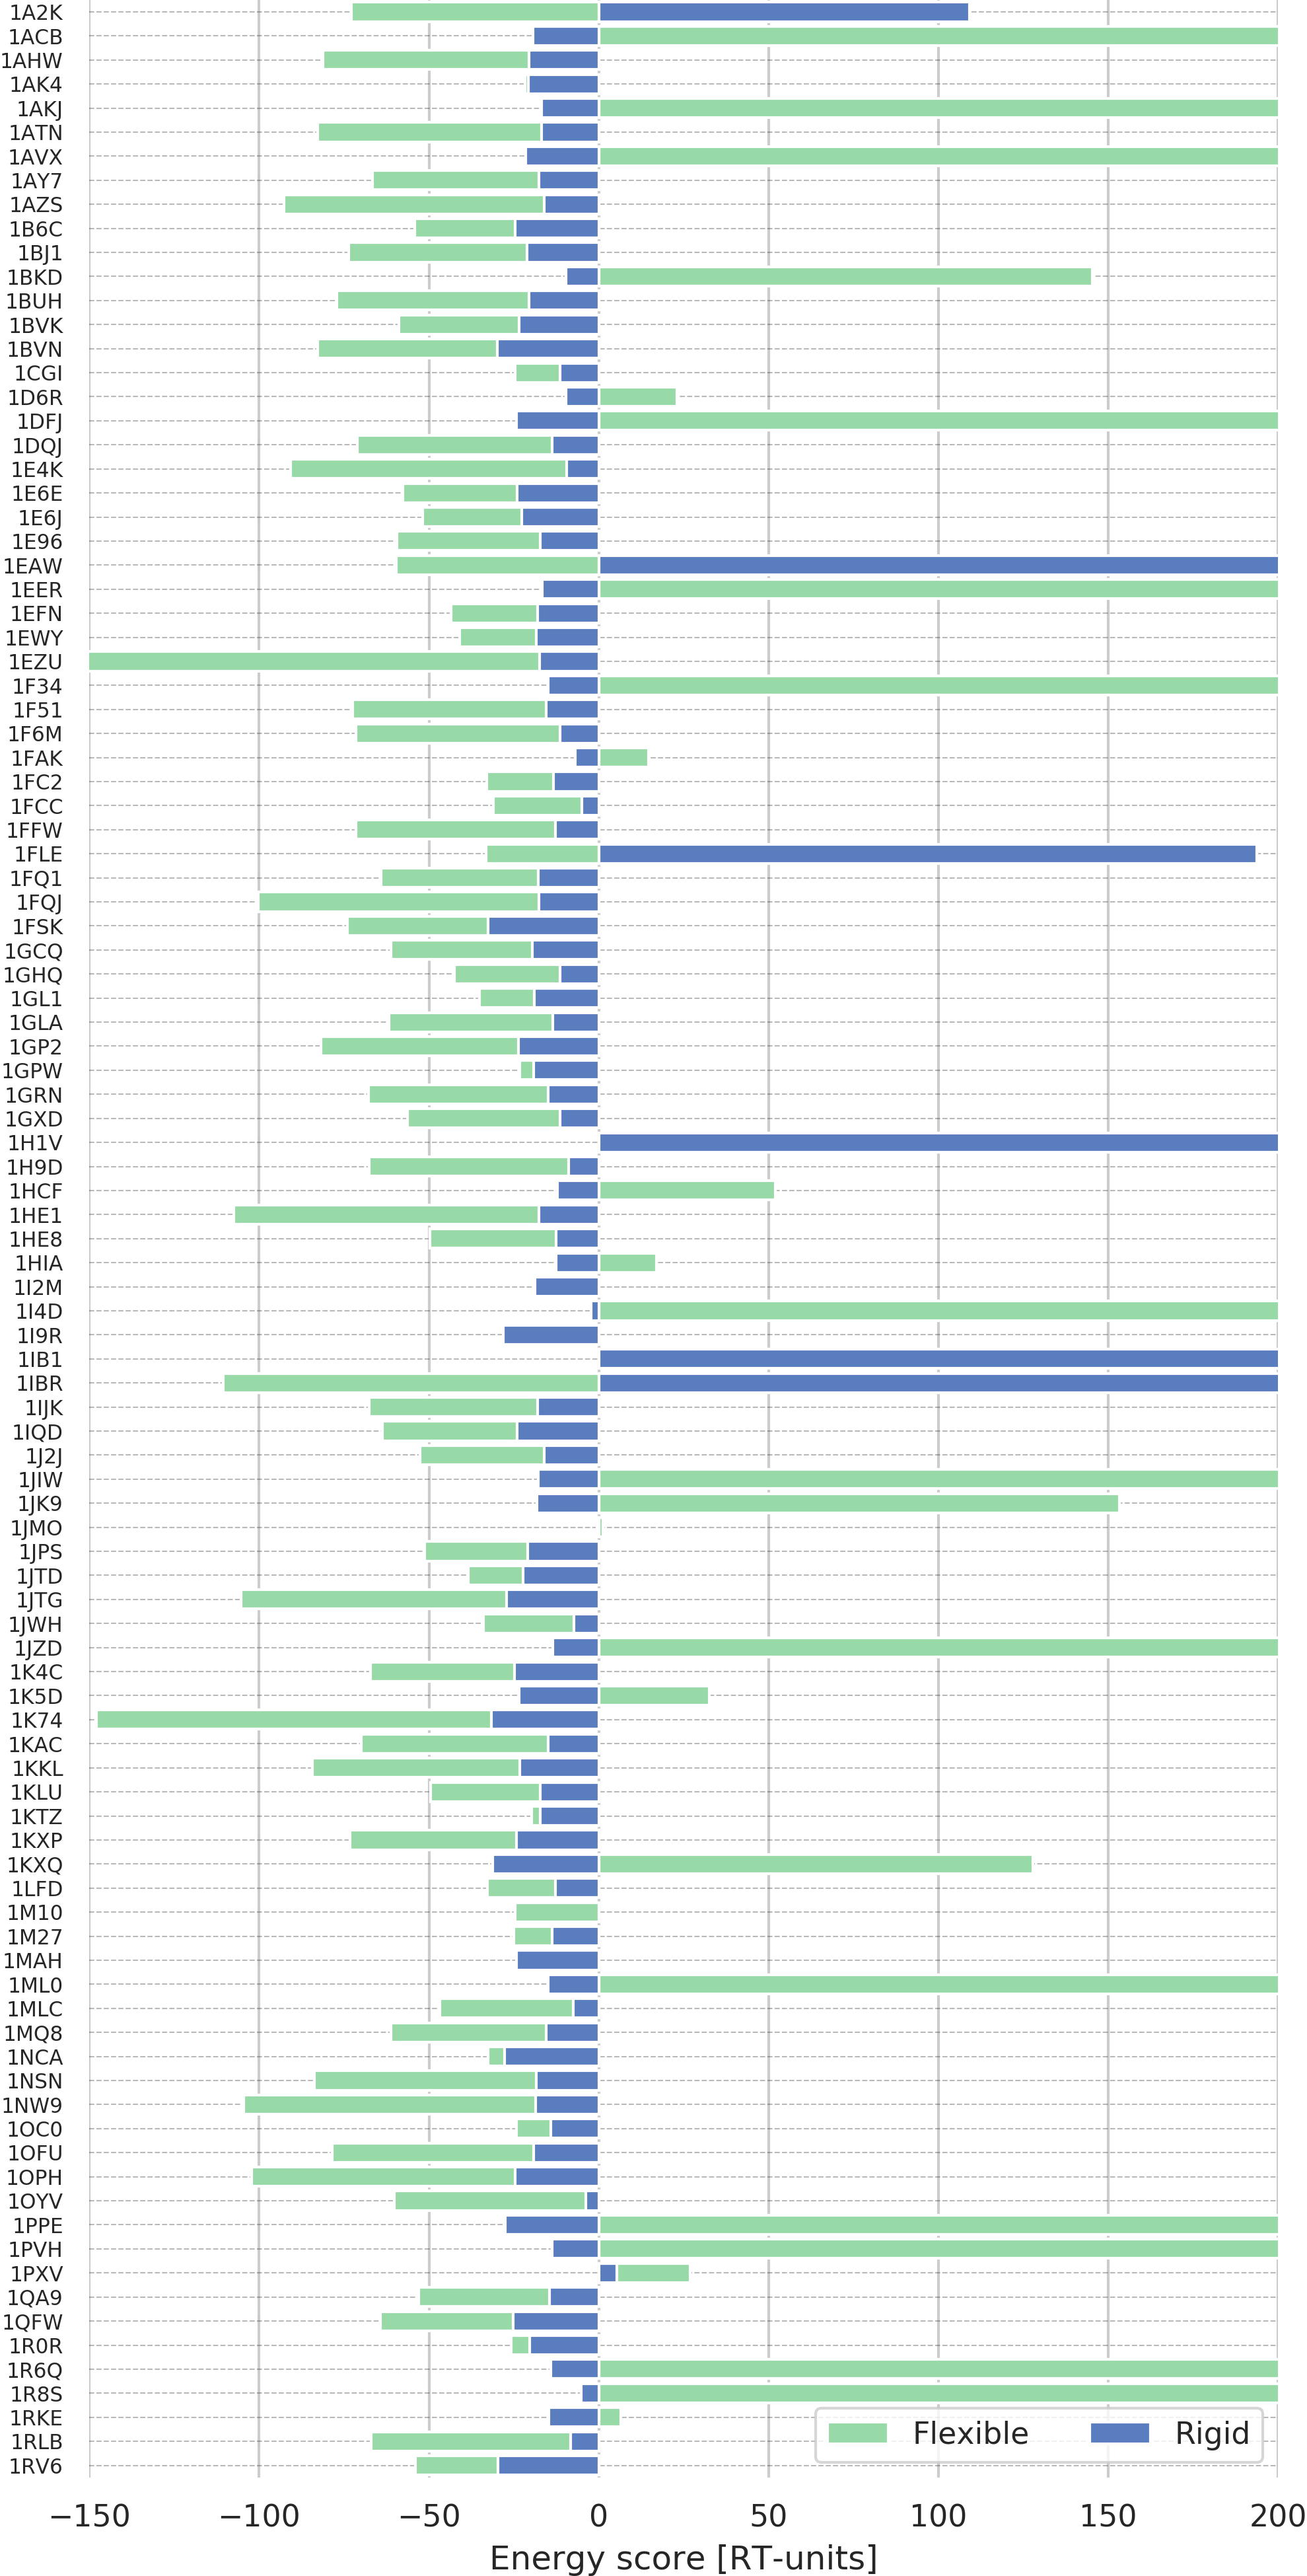 1A2K
1ACB
1AHW
1AK4
1AKJ
1ATN
1AVX
1AY7
1AZS
1B6C
1BJ1
1BKD
1BUH
1BVK
1BVN
1CGI
1D6R
1DFJ
1DQJ
1E4K
1E6E
1E6J
1E96
1EAW
1EER
1EFN
1EWY
1EZU
1F34
1F51
1F6M
1FAK
1FC2
1FCC
1FFW
1FLE
1FQ1
1FQJ
1FSK
1GCQ
1GHQ
1GL1
1GLA
1GP2
1GPW
1GRN
1GXD
1H1V
1H9D
1HCF
1HE1
1HE8
1HIA
1I2M
1I4D
1I9R
1IB1
1IBR
1IJK
1IQD
1J2J
1JIW
1JK9
1JMO
1JPS
1JTD
1JTG
1JWH
1JZD
1K4C
1K5D
1K74
1KAC
1KKL
1KLU
1KTZ
1KXP
1KXQ
1LFD
1M10
1M27
1MAH
1ML0
1MLC
1MQ8
1NCA
1NSN
1NW9
1OC0
1OFU
1OPH
1OYV
1PPE
1PVH
1PXV
1QA9
1QFW
1R0R
1R6Q
1R8S
1RKE
1RLB
1RV6
Flexible Rigid
−150 −100 −50 0 50 100 150 200
Energy score [RT-units]